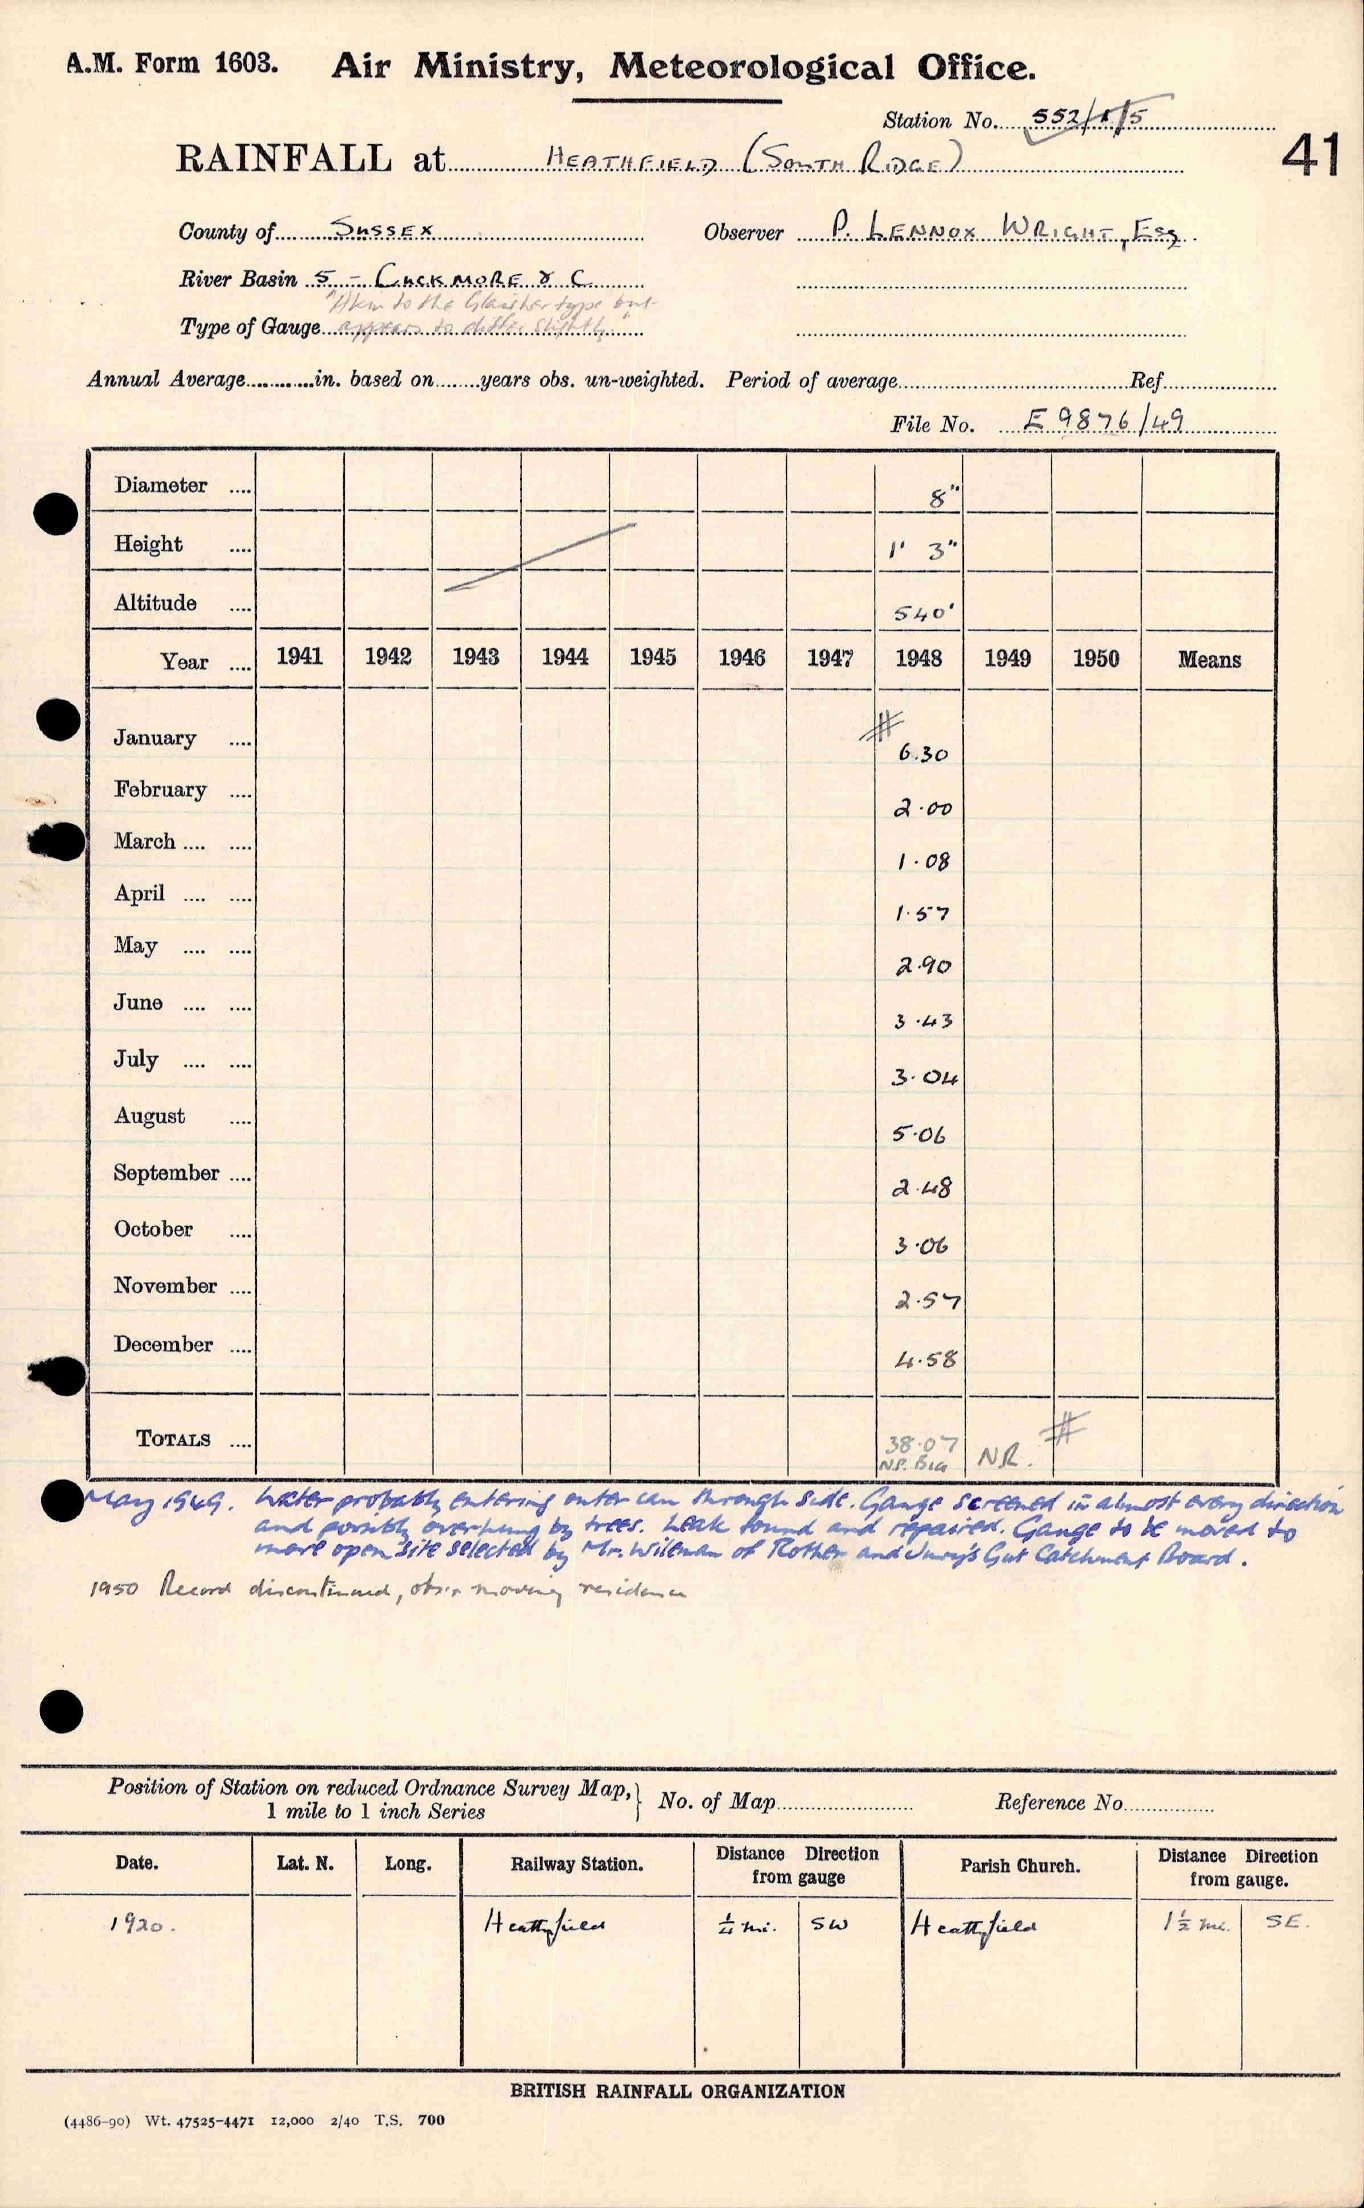 A.M. Form 1603. Air Ministry, Meteorological Office.
Station No. 552/1/5
RAINFALL at HEATHFIELD (SOUTH RIDGE)
41
County of SUSSEX Observer P. LENNOX WRIGHT, ESQ.
River Basin 5 - CUCKMORE & C
"Akin to the Glaisher type but
Type of Gauge appears to differ slightly"
Annual Average in. based on years obs. un-weighted. Period of average Ref.
File No. E 9876/49
Diameter .... 8"
Height .... 1' 3"
Altitude .... 540'
Year .... 1941 1942 1943 1944 1945 1946 1947 1948 1949 1950 Means
#
January .... 6.30
February .... 2.00
March .... .... 1.08
April .... .... 1.57
May .... .... 2.90
June .... .... 3.43
July .... .... 3.04
August .... 5.06
September .... 2.48
October .... 3.06
November .... 2.57
December .... 4.58
TOTALS .... 38.07 NR. #
N.P. Big
May 1949. Water probably entering outer can through side. Gauge screened in almost every direction
and possibly overhung by trees. Leak found and repaired. Gauge to be moved to
more open site selected by Mr. Wileman of Rother and Jury's Gut Catchment Board.
1950 Record discontinued, obsr moving residence
Position of Station on reduced Ordnance Survey Map, } No. of Map Reference No.
1 mile to 1 inch Series
Date. Lat. N. Long. Railway Station. Distance Direction from gauge Parish Church. Distance Direction from gauge.
1920. Heathfield ¼ mi. SW Heathfield 1½ mi. SE.
BRITISH RAINFALL ORGANIZATION
(4486-90) Wt. 47525-4471 12,000 2/40 T.S. 700